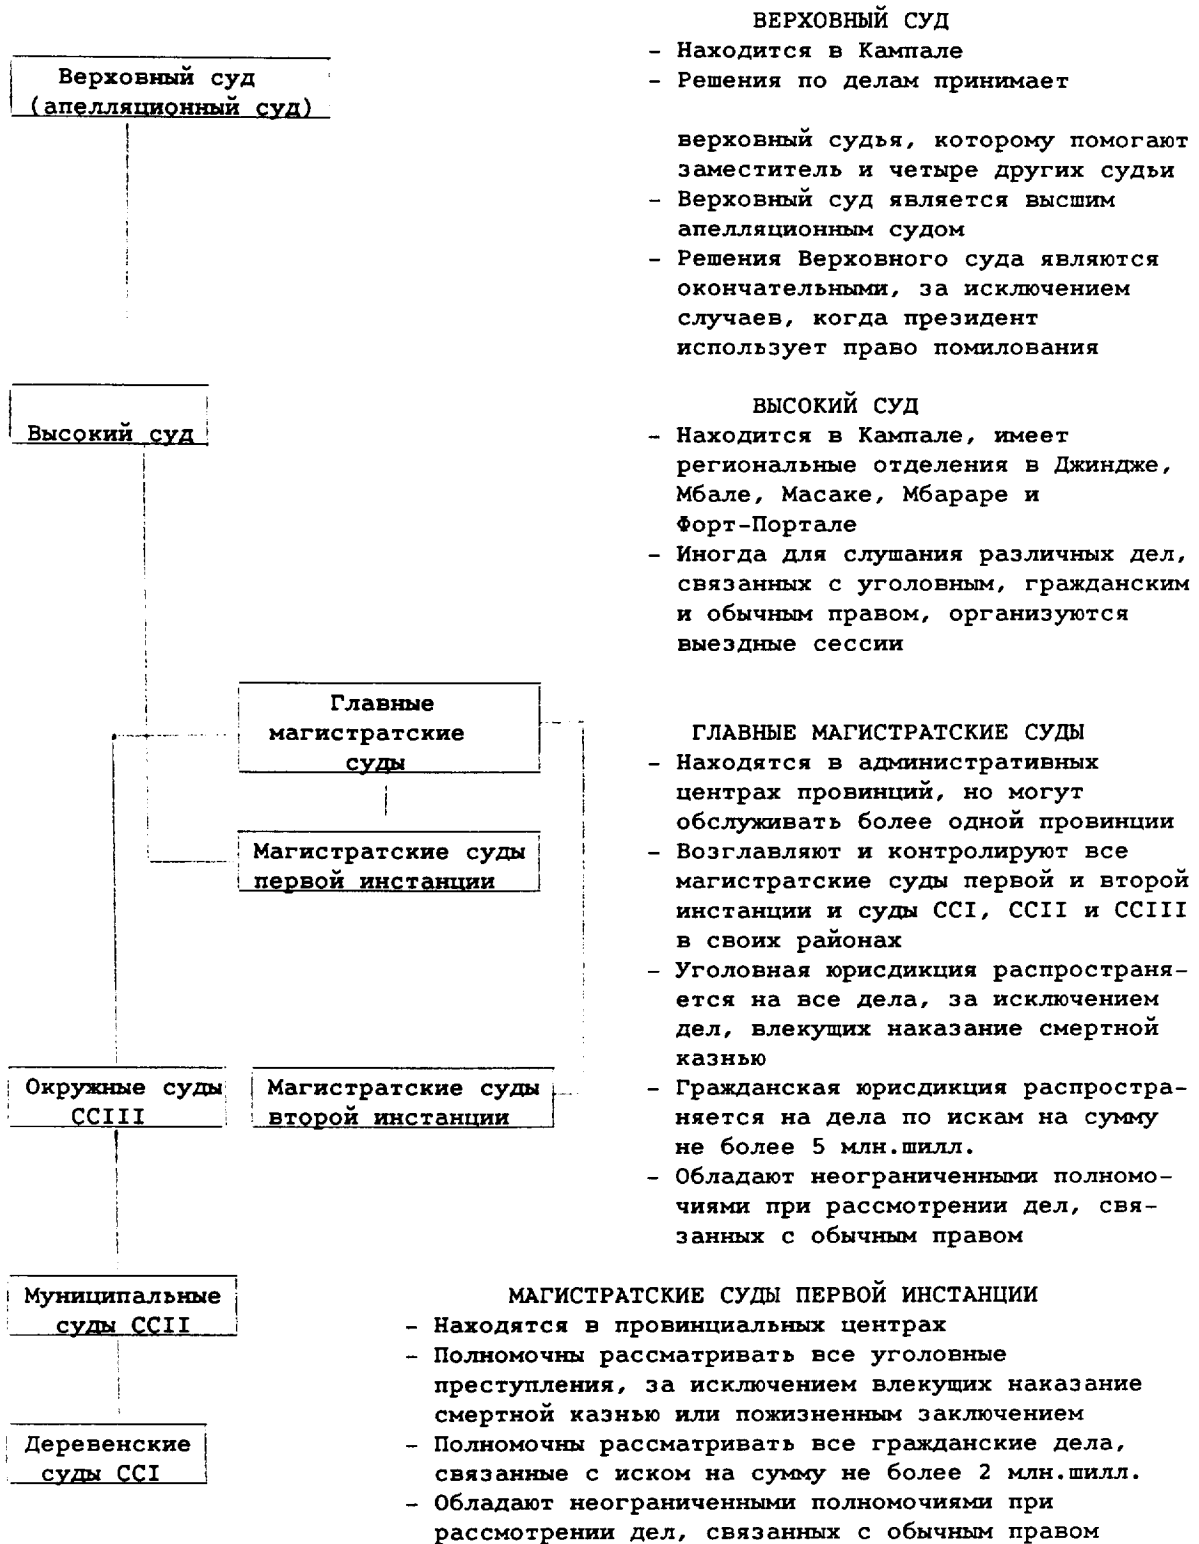 Верховный суд
(апелляционный суд)
ВЕРХОВНЫЙ СУД
- Находится в Кампале
- Решения по делам принимает
верховный судья, которому помогают
заместитель и четыре других судьи
- Верховный суд является высшим
апелляционным судом
- Решения Верховного суда являются
окончательными, за исключением
случаев, когда президент
использует право помилования
Высокий суд
ВЫСОКИЙ СУД
- Находится в Кампале, имеет
региональные отделения в Джиндже,
Мбале, Масаке, Мбараре и
Форт-Портале
- Иногда для слушания различных дел,
связанных с уголовным, гражданским
и обычным правом, организуются
выездные сессии
Главные
магистратские
суды
Магистратские суды
первой инстанции
ГЛАВНЫЕ МАГИСТРАТСКИЕ СУДЫ
- Находятся в административных
центрах провинций, но могут
обслуживать более одной провинции
- Возглавляют и контролируют все
магистратские суды первой и второй
инстанции и суды ССI, ССII и ССIII
в своих районах
- Уголовная юрисдикция распространя-
ется на все дела, за исключением
дел, влекущих наказание смертной
казнью
- Гражданская юрисдикция распростра-
няется на дела по искам на сумму
не более 5 млн.шилл.
- Обладают неограниченными полномо-
чиями при рассмотрении дел, свя-
занных с обычным правом
Окружные суды
ССIII
Магистратские суды
второй инстанции
Муниципальные
суды ССII
Деревенские
суды ССI
МАГИСТРАТСКИЕ СУДЫ ПЕРВОЙ ИНСТАНЦИИ
- Находятся в провинциальных центрах
- Полномочны рассматривать все уголовные
преступления, за исключением влекущих наказание
смертной казнью или пожизненным заключением
- Полномочны рассматривать все гражданские дела,
связанные с иском на сумму не более 2 млн.шилл.
- Обладают неограниченными полномочиями при
рассмотрении дел, связанных с обычным правом